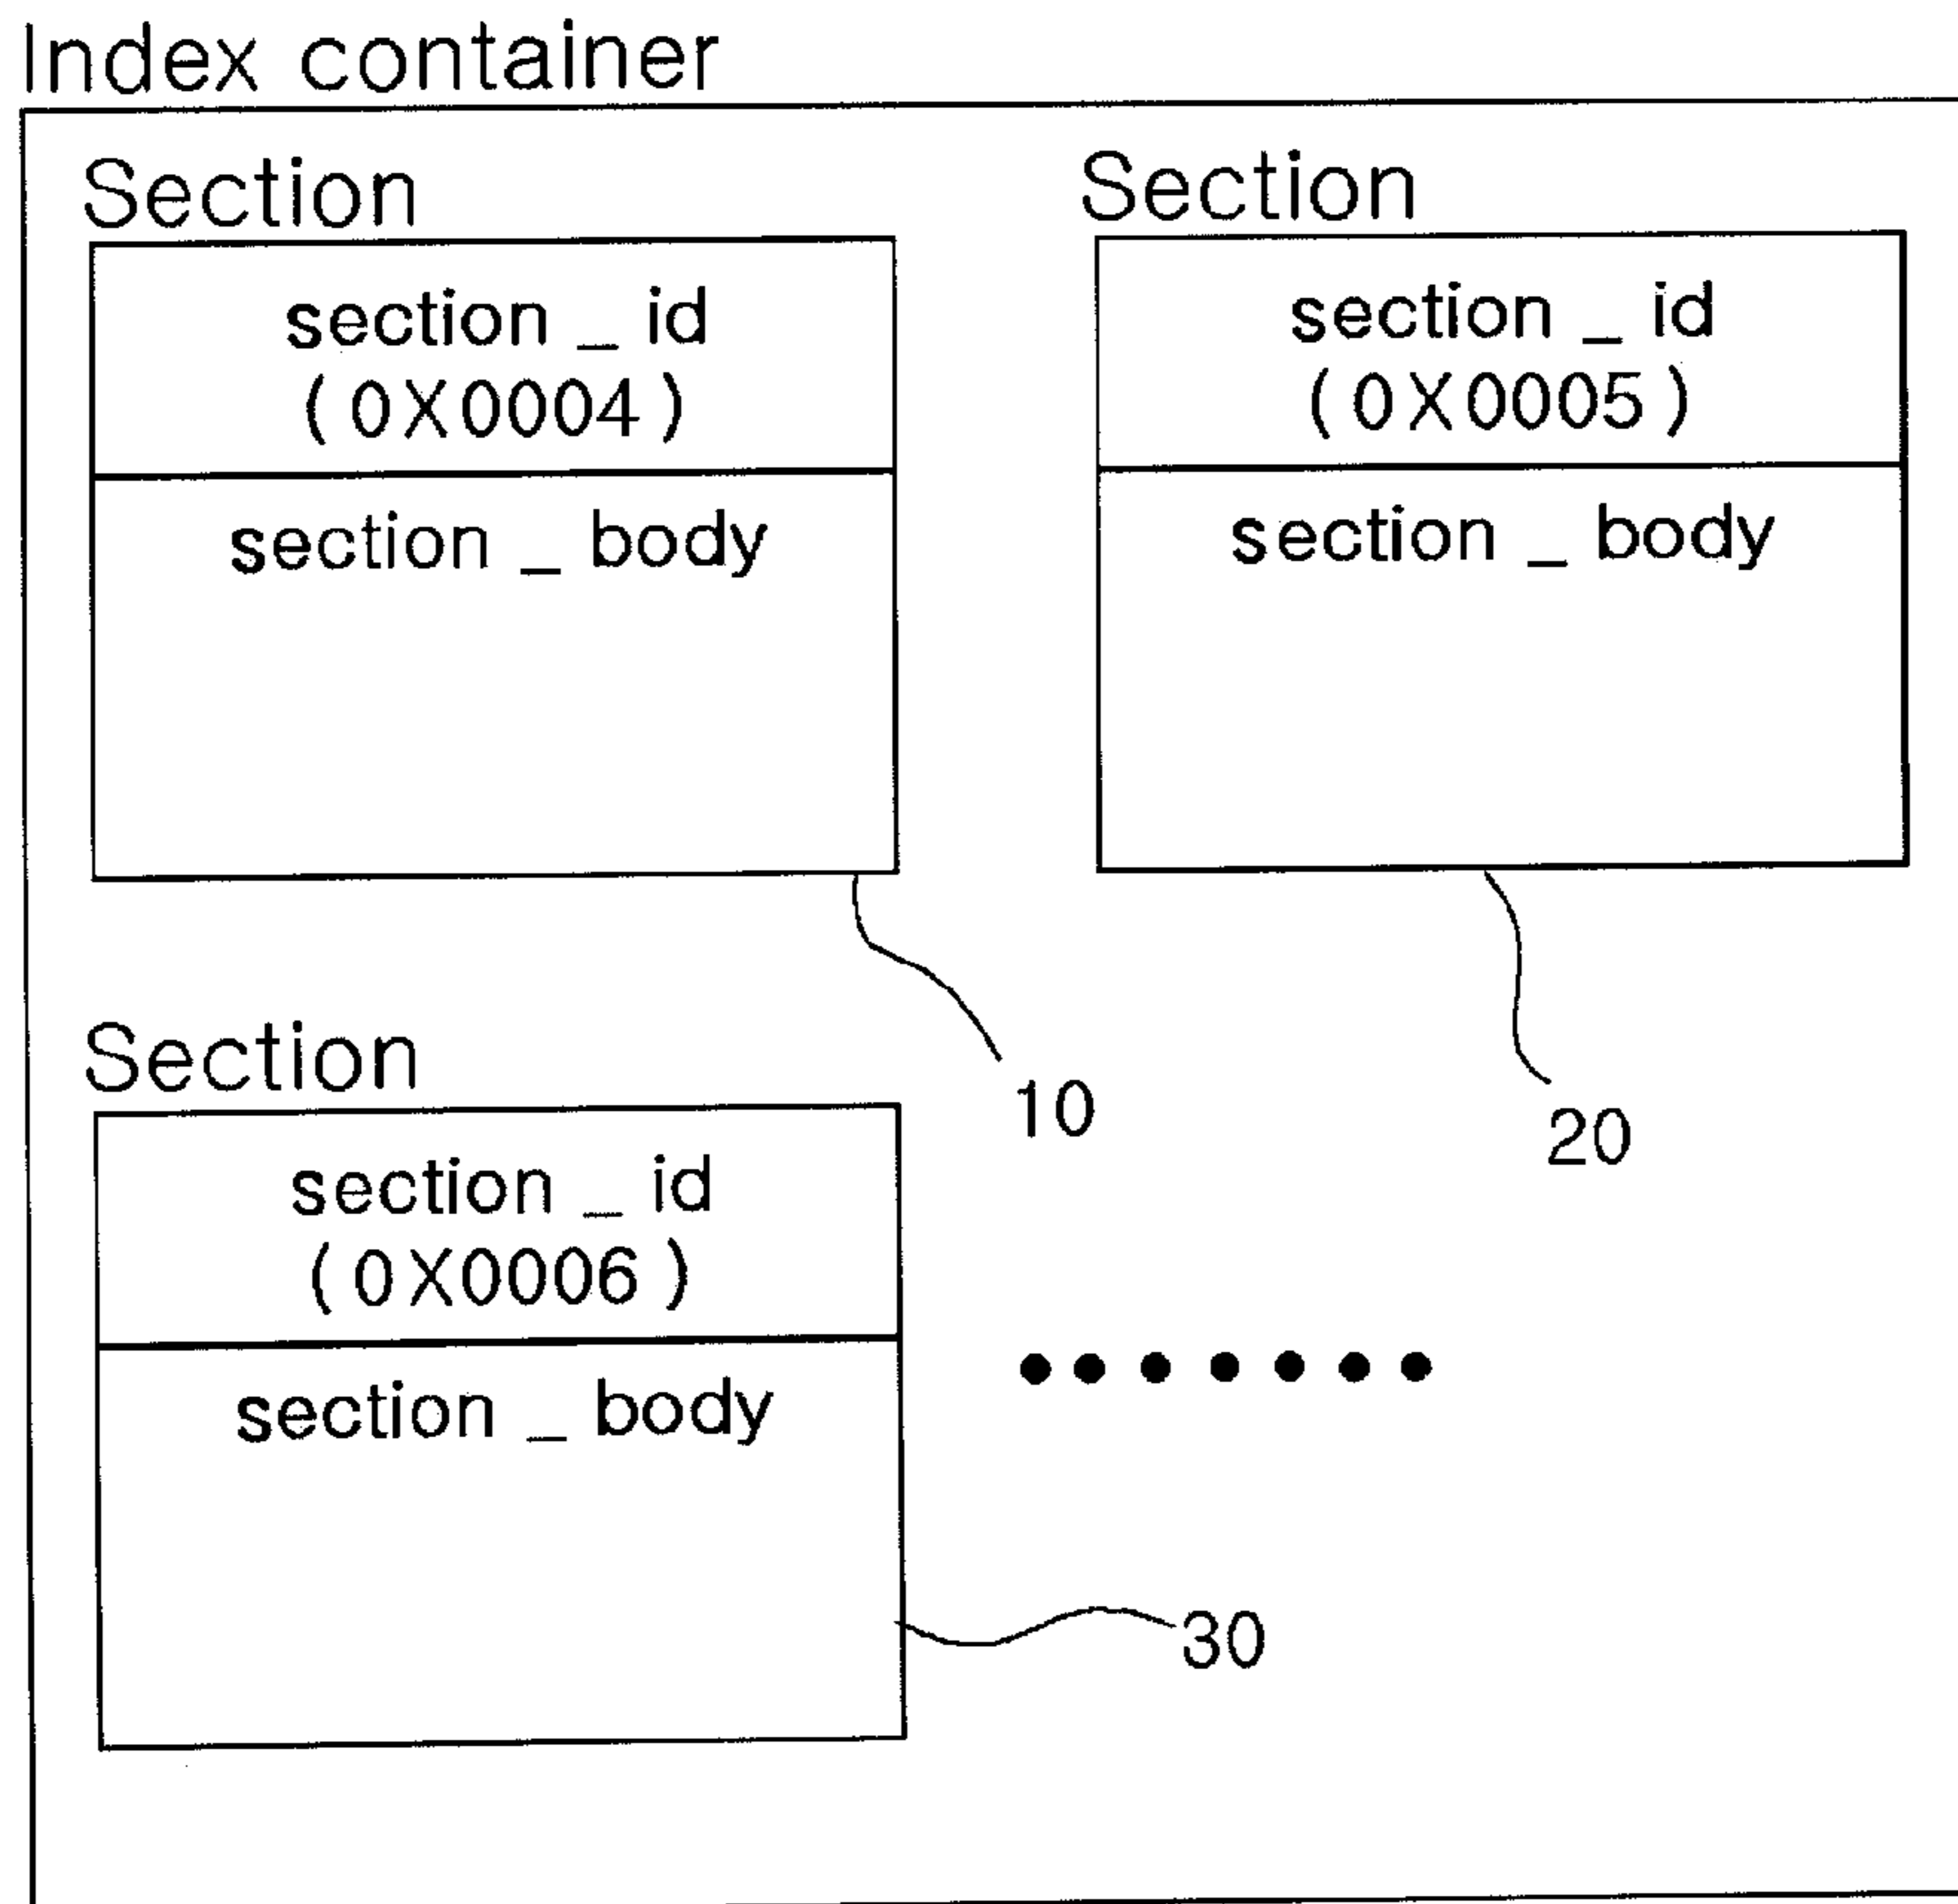 Index container
Section
section _ id
(0X0004)
section _ body
10
Section
section _ id
(0X0005)
section _ body
20
Section
section _ id
(0X0006)
section _ body
30